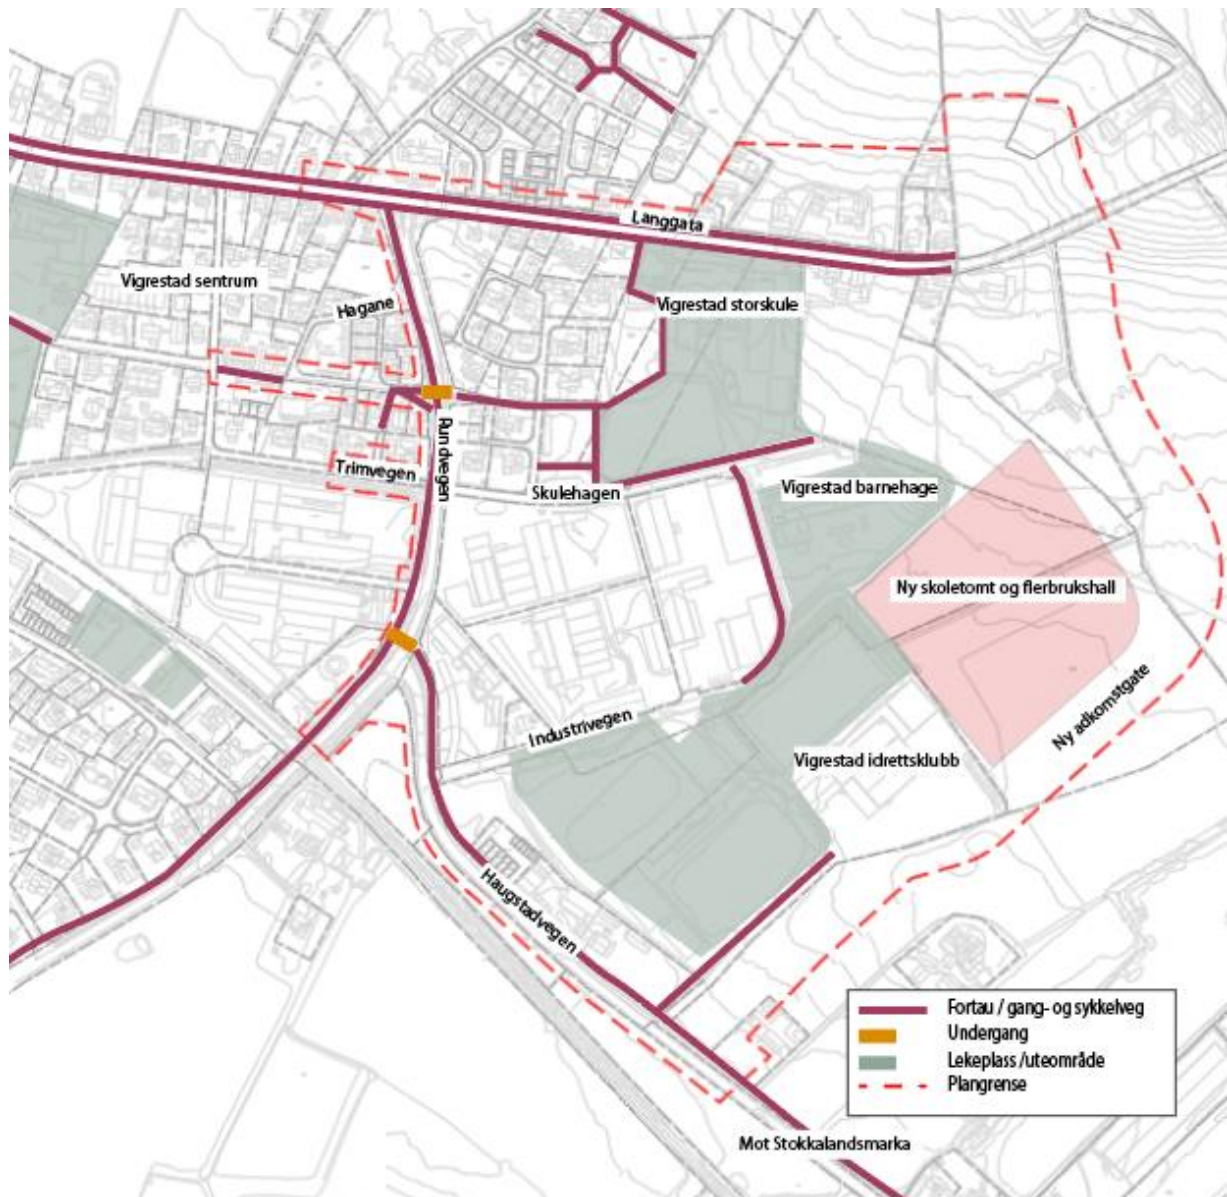 Langgata
Vigrestad sentrum
Hagane
Vigrestad storskule
Rundvegen
Trimvegen
Skulehagen
Vigrestad barnehage
Ny skoletomt og flerbrukshall
Ny adkomstgate
Industrivegen
Vigrestad idrettsklubb
Haugstadvegen
Fortau / gang- og sykkelveg
Undergang
Lekeplass /uteområde
Plangrense
Mot Stokkalandsmarka